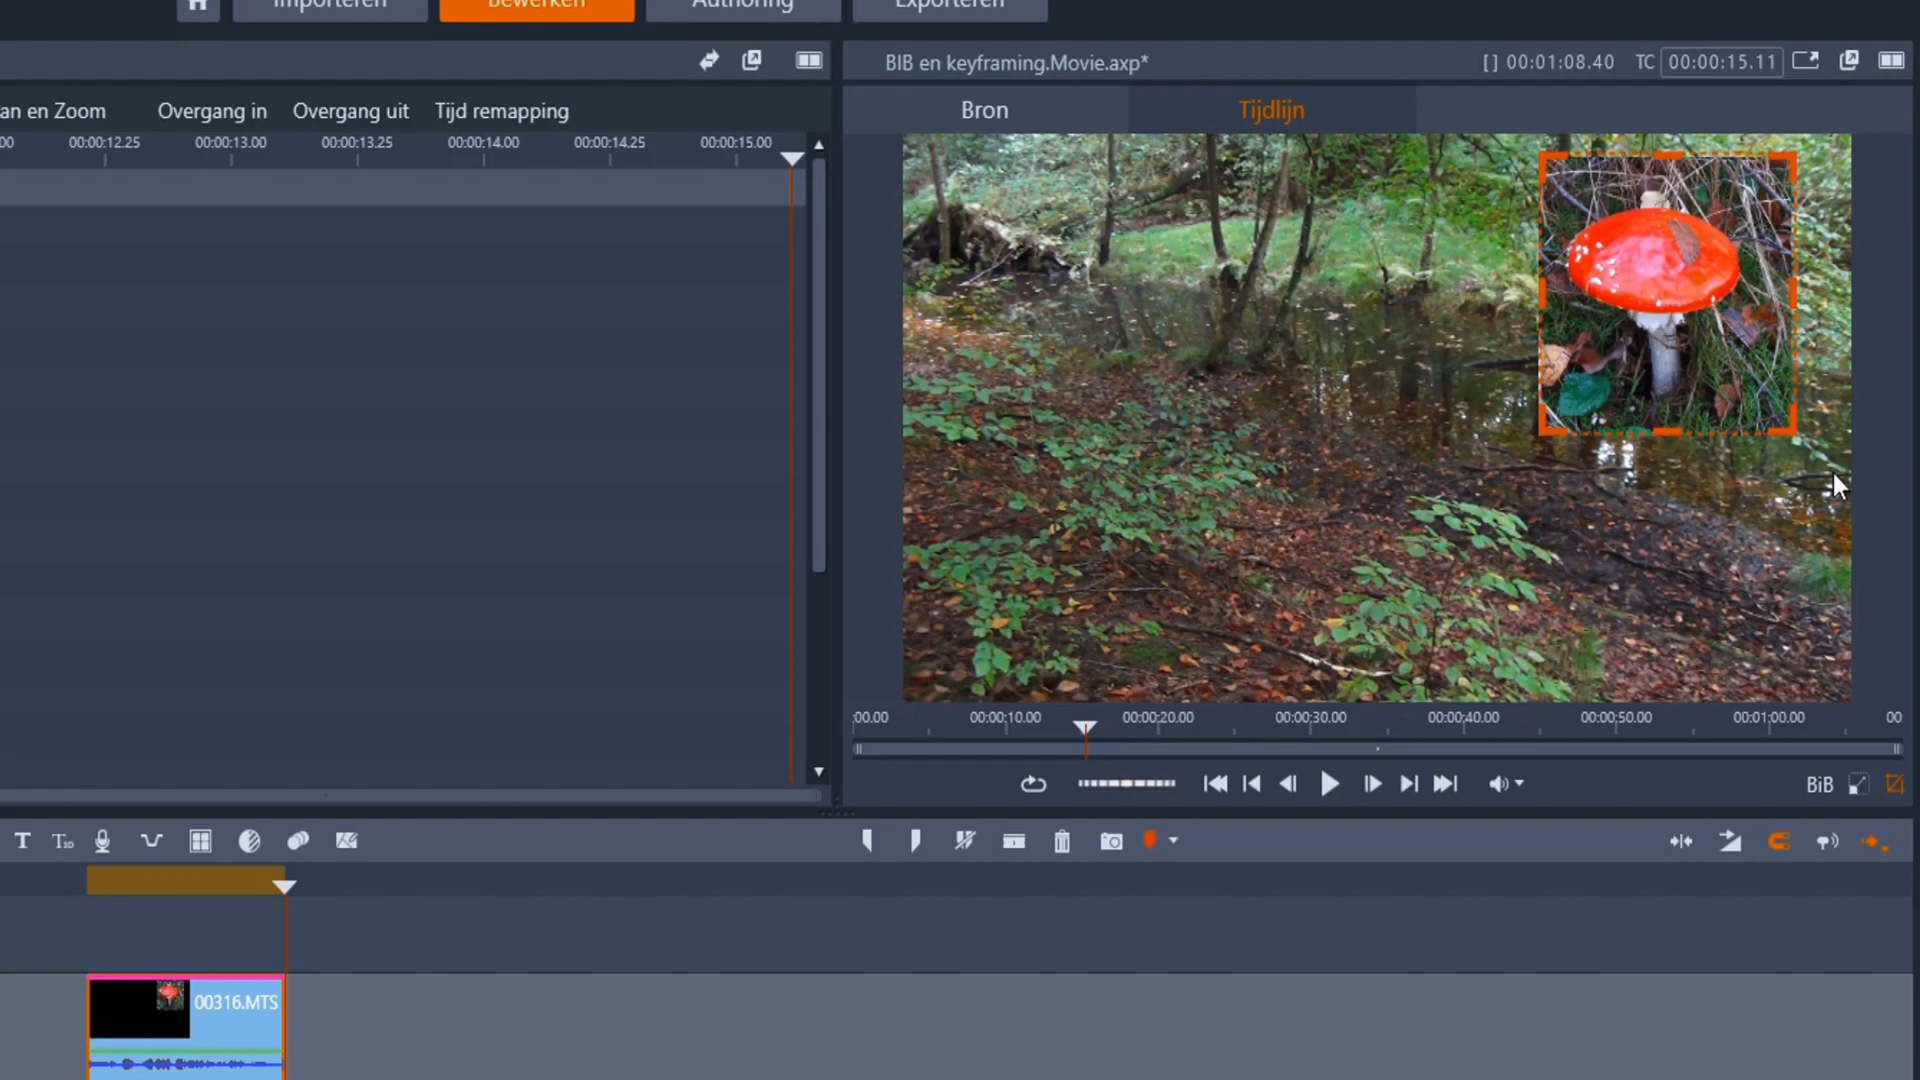 Importeren
Bewerken
Authoring
Exporteren
BIB en keyframing.Movie.axp*
[ ] 00:01:08.40
TC 00:00:15.11
an en Zoom
Overgang in
Overgang uit
Tijd remapping
Bron
Tijdlijn
00
00:00:12.25
00:00:13.00
00:00:13.25
00:00:14.00
00:00:14.25
00:00:15.00
:00.00
00:00:10.00
00:00:20.00
00:00:30.00
00:00:40.00
00:00:50.00
00:01:00.00
00
BiB
T
T3D
00316.MTS